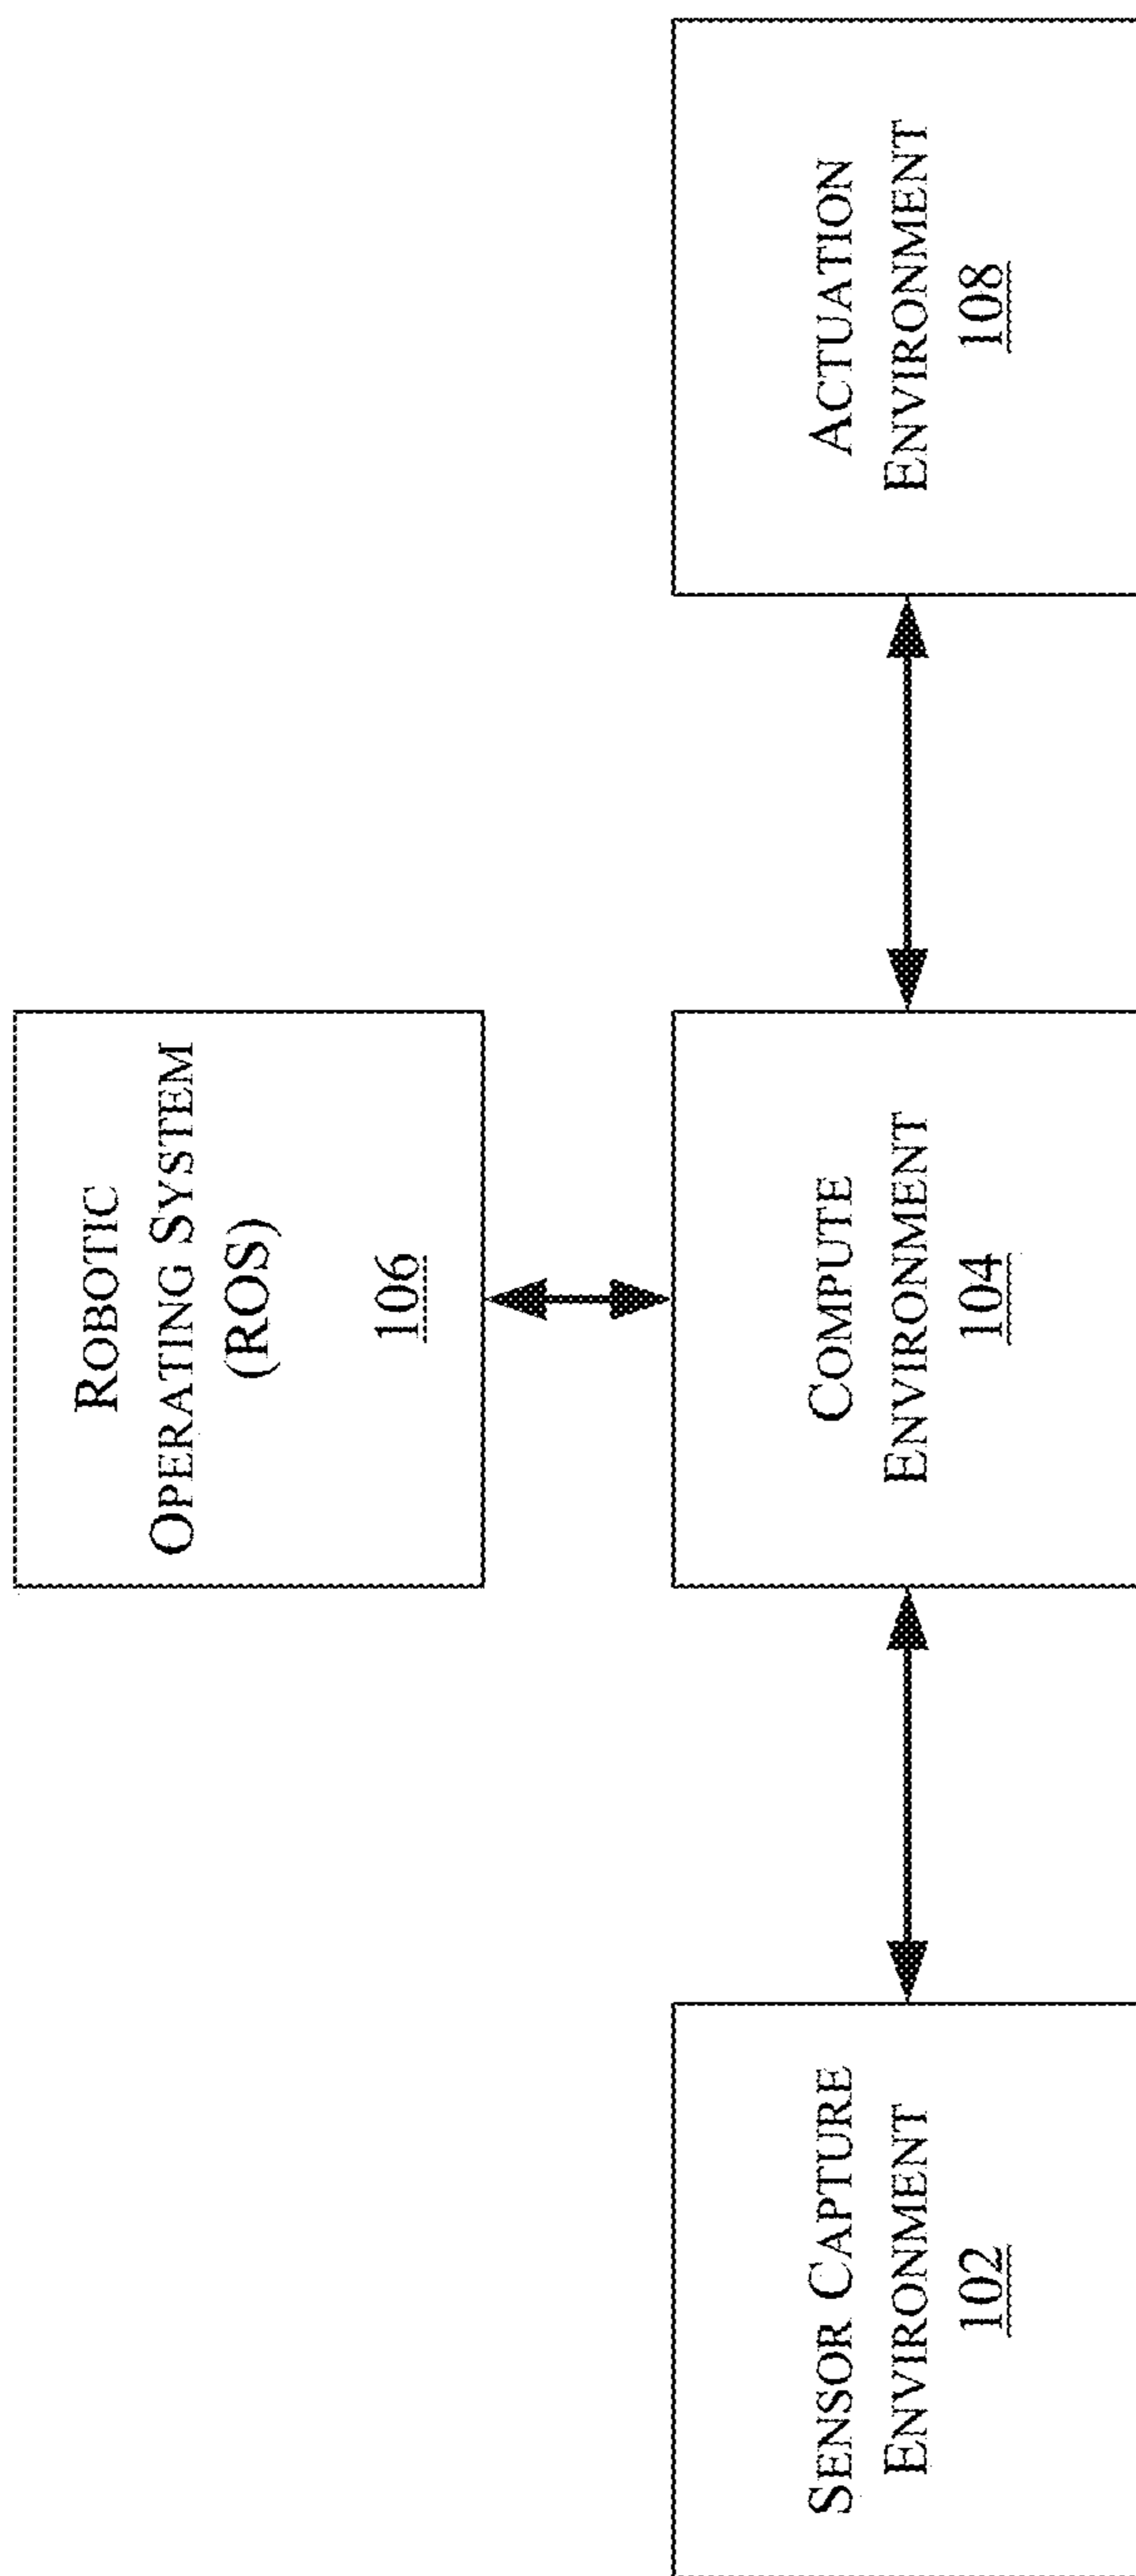 ROBOTIC
OPERATING SYSTEM
(ROS)
106
SENSOR CAPTURE
ENVIRONMENT
102
COMPUTE
ENVIRONMENT
104
ACTUATION
ENVIRONMENT
108